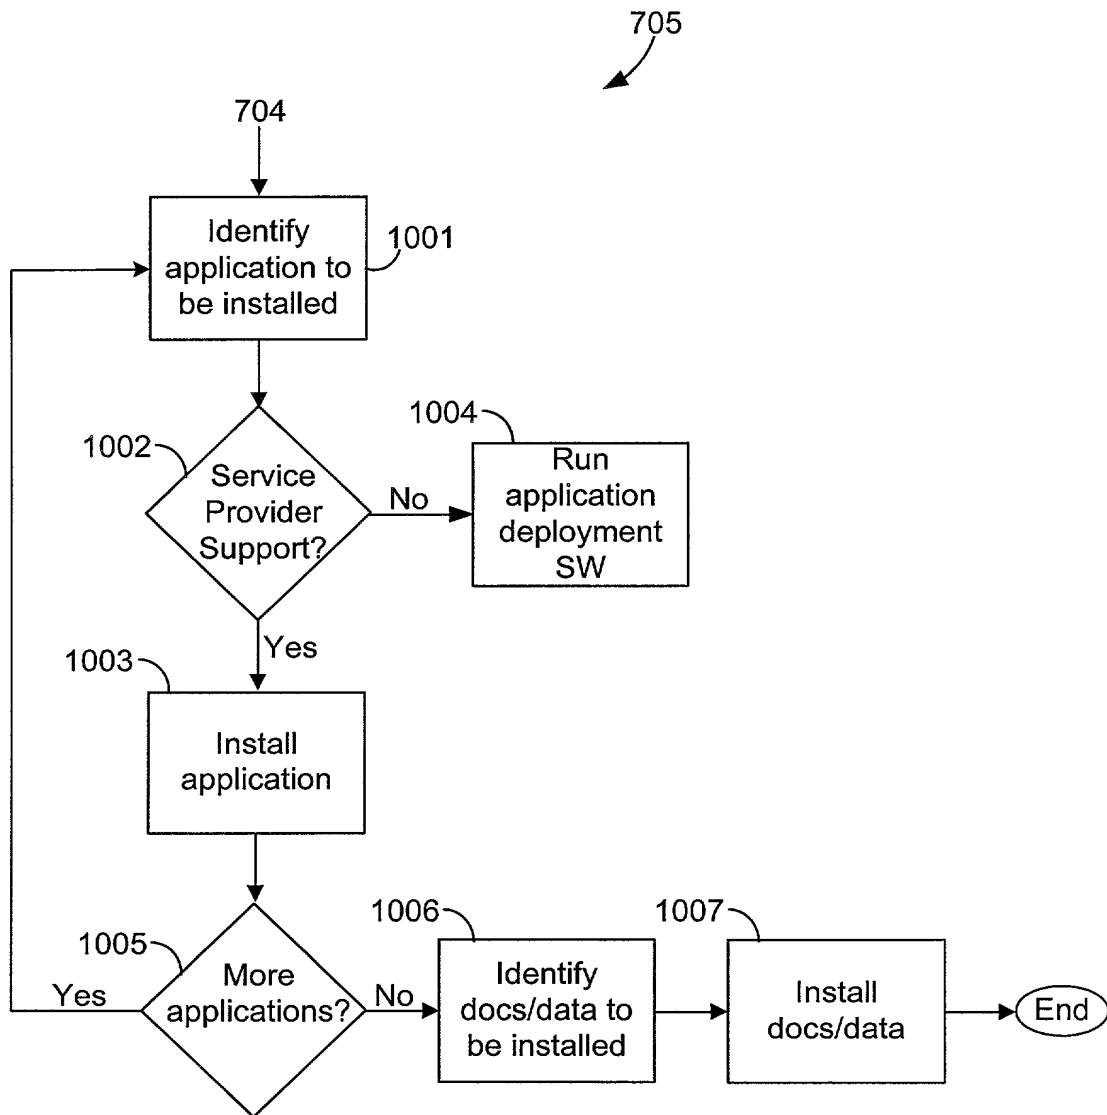 705
704
Identify
application to
be installed
1001
1002
Service
Provider
Support?
No
1004
Run
application
deployment
SW
Yes
1003
Install
application
1005
More
applications?
Yes
No
1006
Identify
docs/data to
be installed
1007
Install
docs/data
End